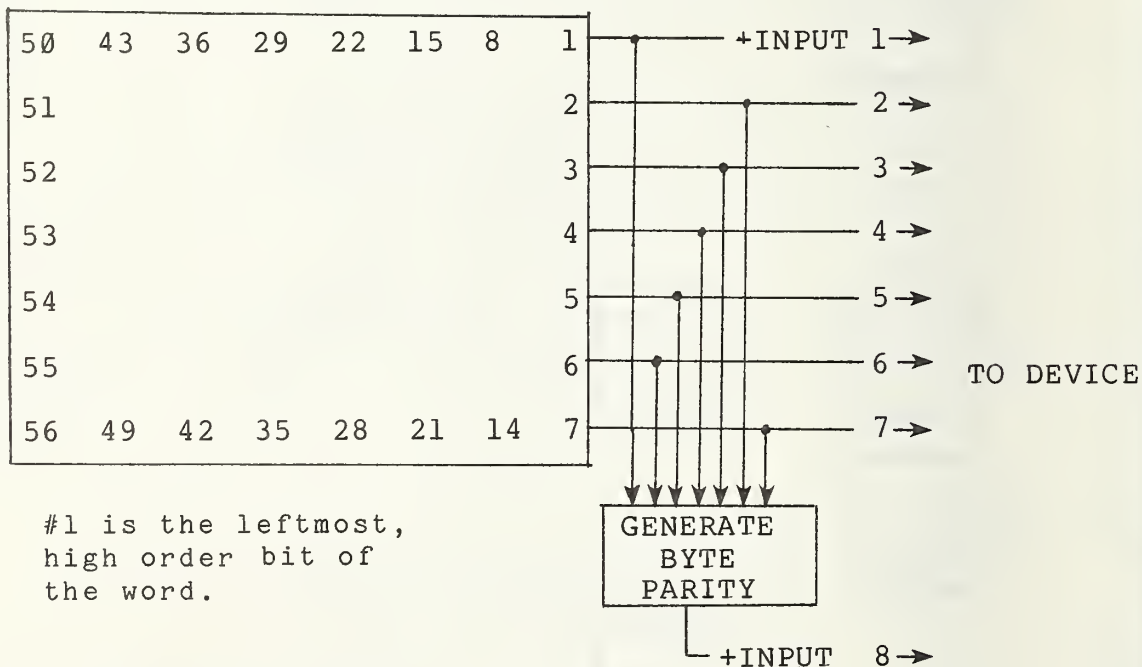 50 43 36 29 22 15 8 1 +INPUT 1
51 2 2
52 3 3
53 4 4
54 5 5
55 6 6
TO DEVICE
56 49 42 35 28 21 14 7 7
#1 is the leftmost,
high order bit of
the word.
GENERATE
BYTE
PARITY
+INPUT 8